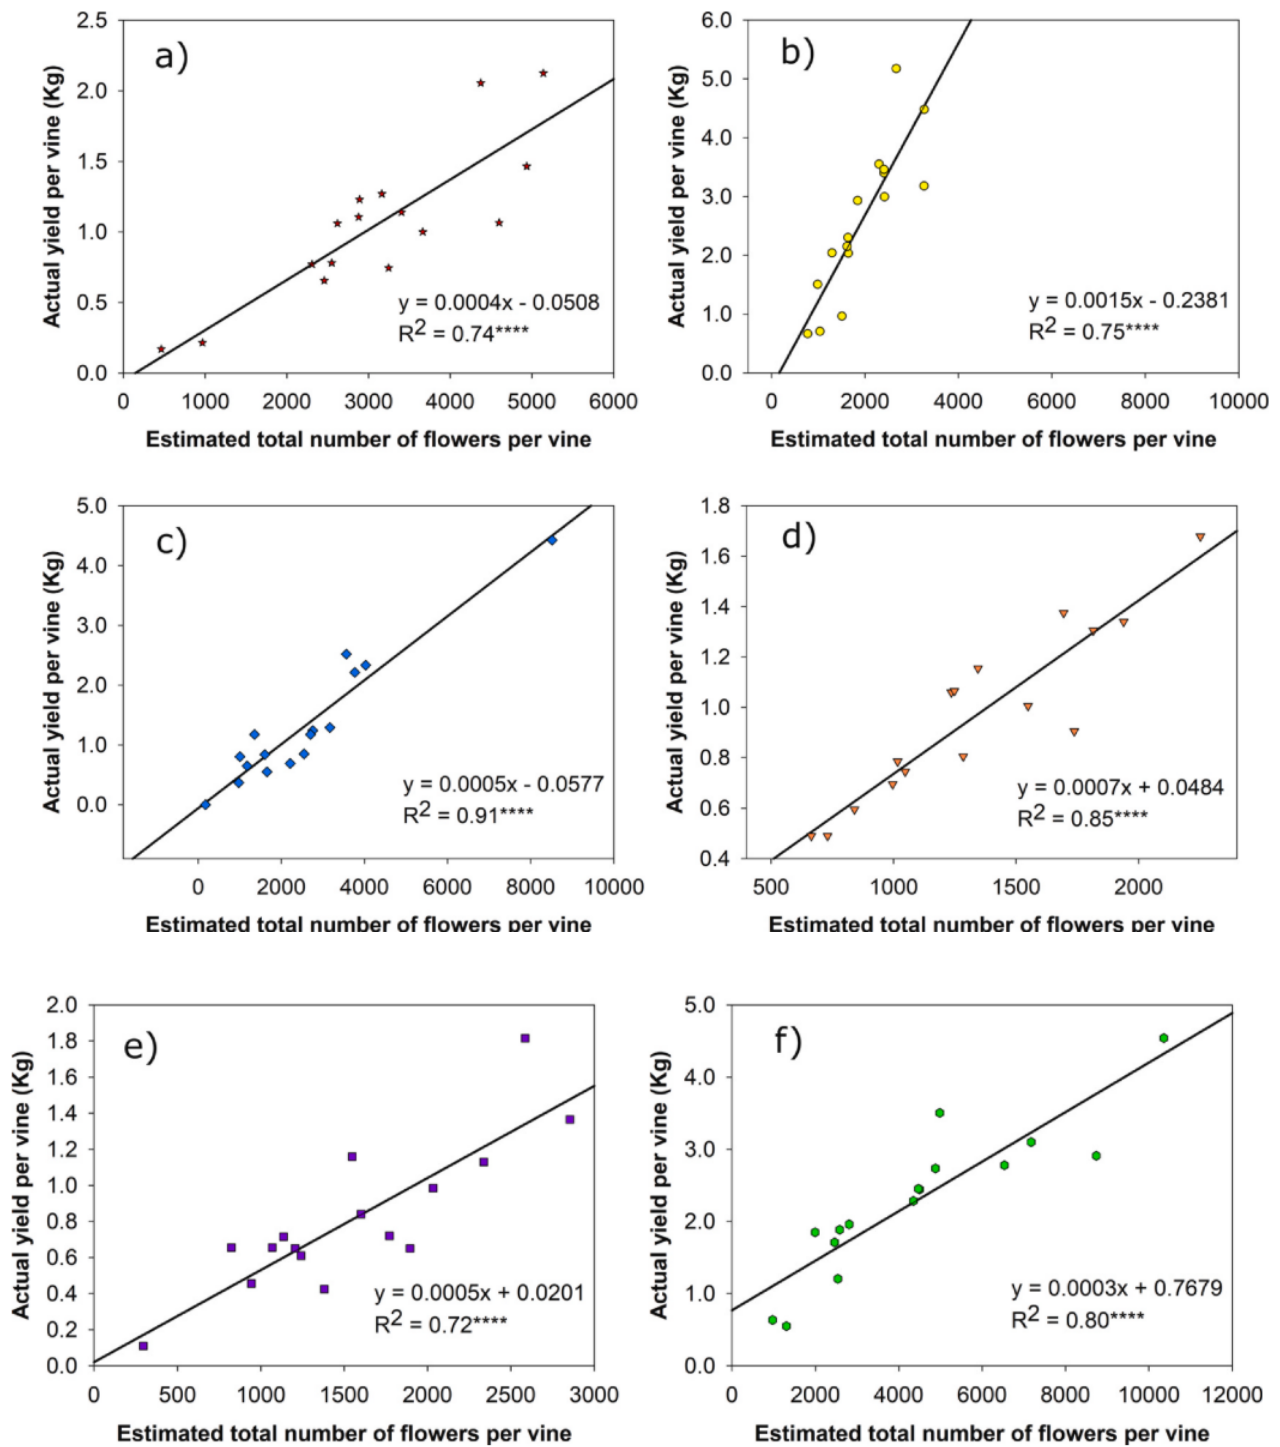 a)
Actual yield per vine (Kg)
2.5
2.0
1.5
1.0
0.5
0.0
y = 0.0004x - 0.0508
R2 = 0.74****
0 1000 2000 3000 4000 5000 6000
Estimated total number of flowers per vine
b)
Actual yield per vine (Kg)
6.0
5.0
4.0
3.0
2.0
1.0
0.0
y = 0.0015x - 0.2381
R2 = 0.75****
0 2000 4000 6000 8000 10000
Estimated total number of flowers per vine
c)
Actual yield per vine (Kg)
5.0
4.0
3.0
2.0
1.0
0.0
y = 0.0005x - 0.0577
R2 = 0.91****
0 2000 4000 6000 8000 10000
Estimated total number of flowers per vine
d)
Actual yield per vine (Kg)
1.8
1.6
1.4
1.2
1.0
0.8
0.6
0.4
y = 0.0007x + 0.0484
R2 = 0.85****
500 1000 1500 2000
Estimated total number of flowers per vine
e)
Actual yield per vine (Kg)
2.0
1.8
1.6
1.4
1.2
1.0
0.8
0.6
0.4
0.2
0.0
y = 0.0005x + 0.0201
R2 = 0.72****
0 500 1000 1500 2000 2500 3000
Estimated total number of flowers per vine
f)
Actual yield per vine (Kg)
5.0
4.0
3.0
2.0
1.0
0.0
y = 0.0003x + 0.7679
R2 = 0.80****
0 2000 4000 6000 8000 10000 12000
Estimated total number of flowers per vine